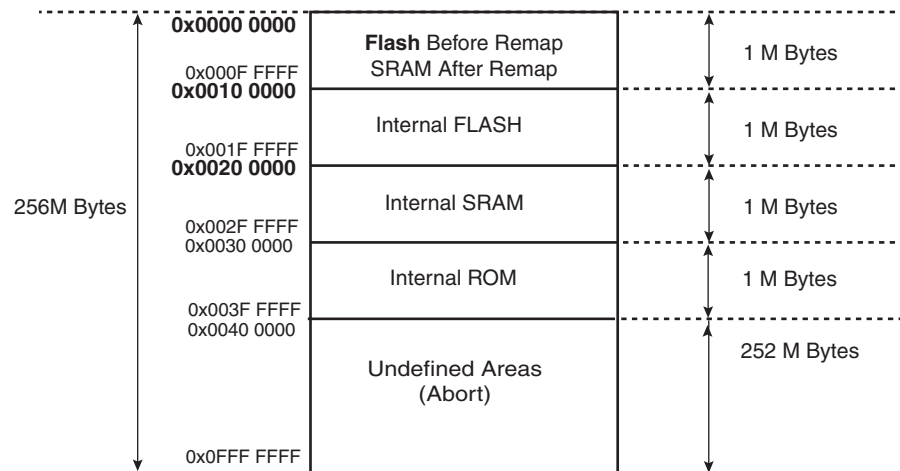 0x0000 0000
Flash Before Remap
SRAM After Remap
1 M Bytes
0x000F FFFF
0x0010 0000
Internal FLASH
1 M Bytes
0x001F FFFF
0x0020 0000
256M Bytes
Internal SRAM
1 M Bytes
0x002F FFFF
0x0030 0000
Internal ROM
1 M Bytes
0x003F FFFF
0x0040 0000
252 M Bytes
Undefined Areas
(Abort)
0x0FFF FFFF